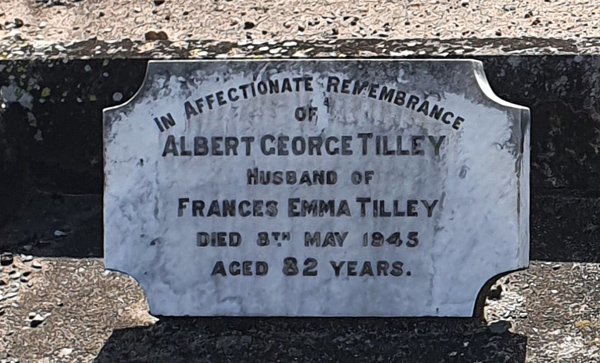 IN AFFECTIONATE REMEMBRANCE
OF
ALBERT GEORGE TILLEY
HUSBAND OF
FRANCES EMMA TILLEY
DIED 8TH MAY 1945
AGED 82 YEARS.